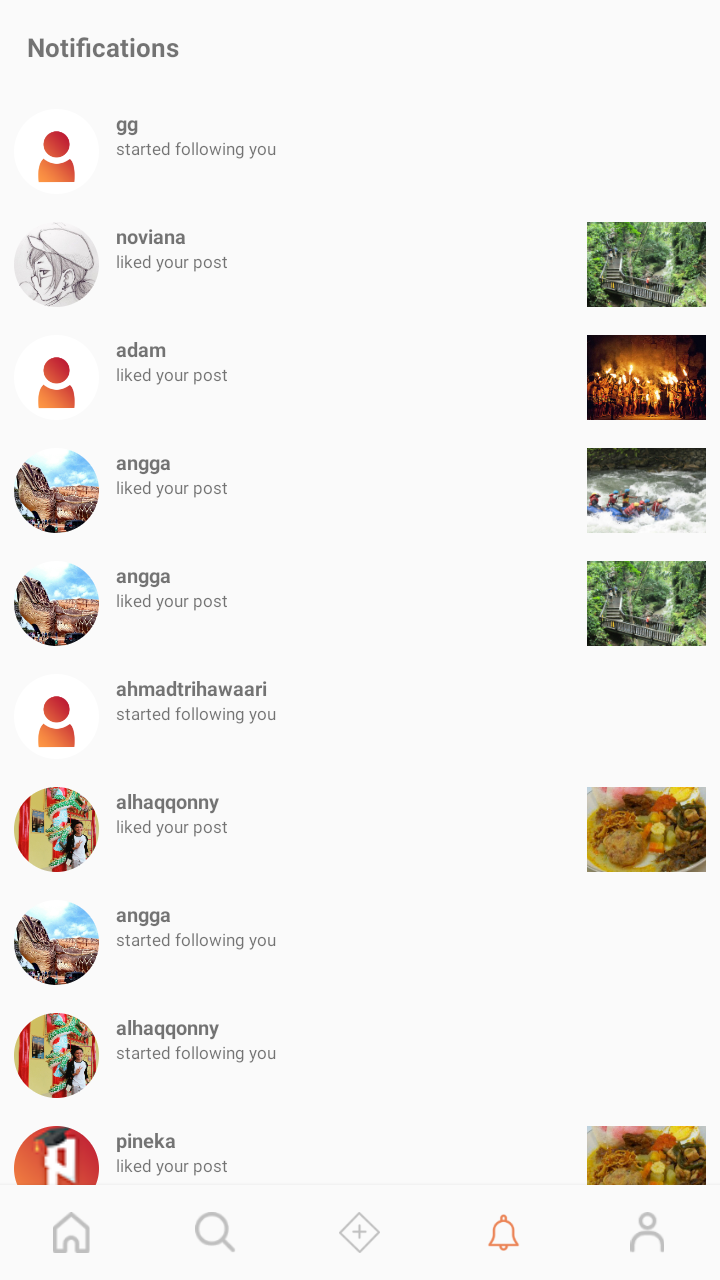 Notifications
gg
started following you
noviana
liked your post
adam
liked your post
angga
liked your post
angga
liked your post
ahmadtrihawaari
started following you
alhaqqonny
liked your post
angga
started following you
alhaqqonny
started following you
pineka
liked your post